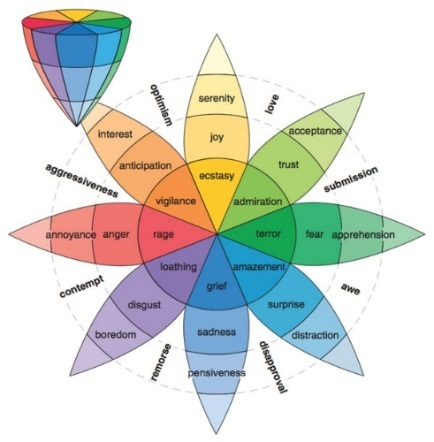 optimism
love
serenity
interest
acceptance
joy
anticipation
trust
aggressiveness
ecstasy
submission
vigilance
admiration
annoyance
anger
rage
terror
fear
apprehension
loathing
amazement
contempt
grief
awe
disgust
surprise
boredom
sadness
distraction
remorse
pensiveness
disapproval